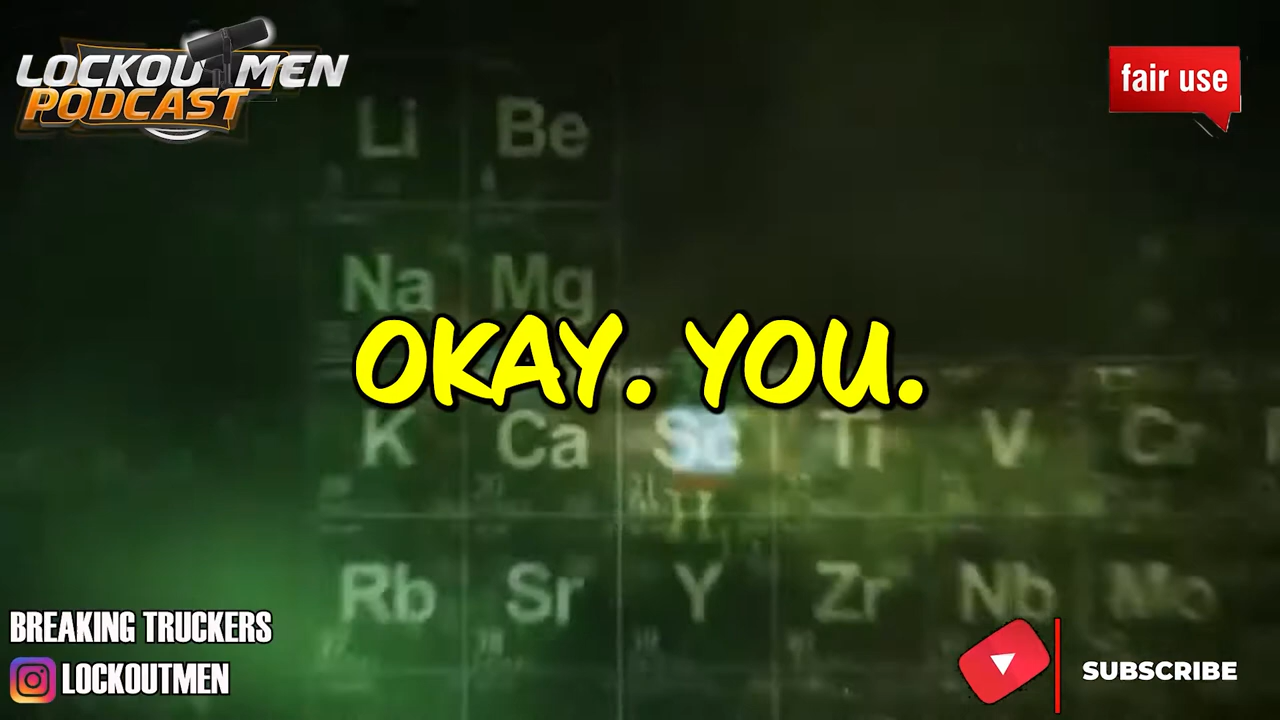 LOCKOUTMEN
PODCAST
fair use
Li Be
Na Mg
OKAY. YOU.
K Ca Sc Ti V Cr
Rb Sr Y Zr Nb Mo
BREAKING TRUCKERS
LOCKOUTMEN
SUBSCRIBE